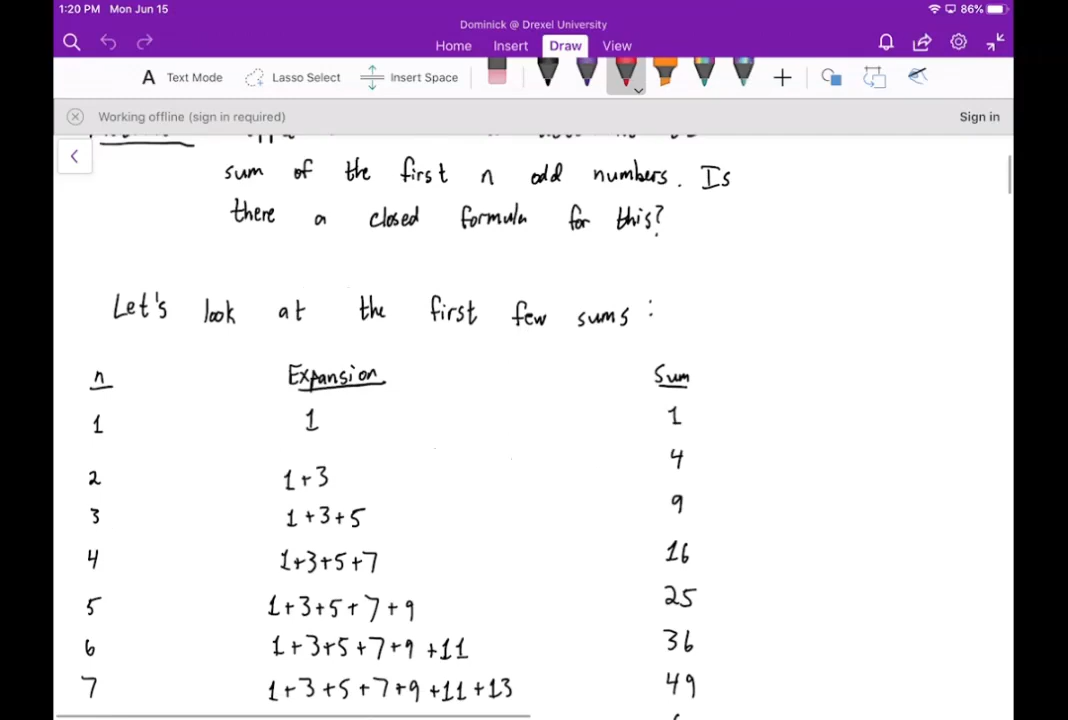 1:20 PM Mon Jun 15
86%
Dominick @ Drexel University
Home Insert Draw View
Text Mode Lasso Select Insert Space
Working offline (sign in required) Sign in
sum of the first n odd numbers. Is
there a closed formula for this?
Let's look at the first few sums :
n Expansion Sum
1 1 1
2 1+3 4
3 1+3+5 9
4 1+3+5+7 16
5 1+3+5+7+9 25
6 1+3+5+7+9+11 36
7 1+3+5+7+9+11+13 49